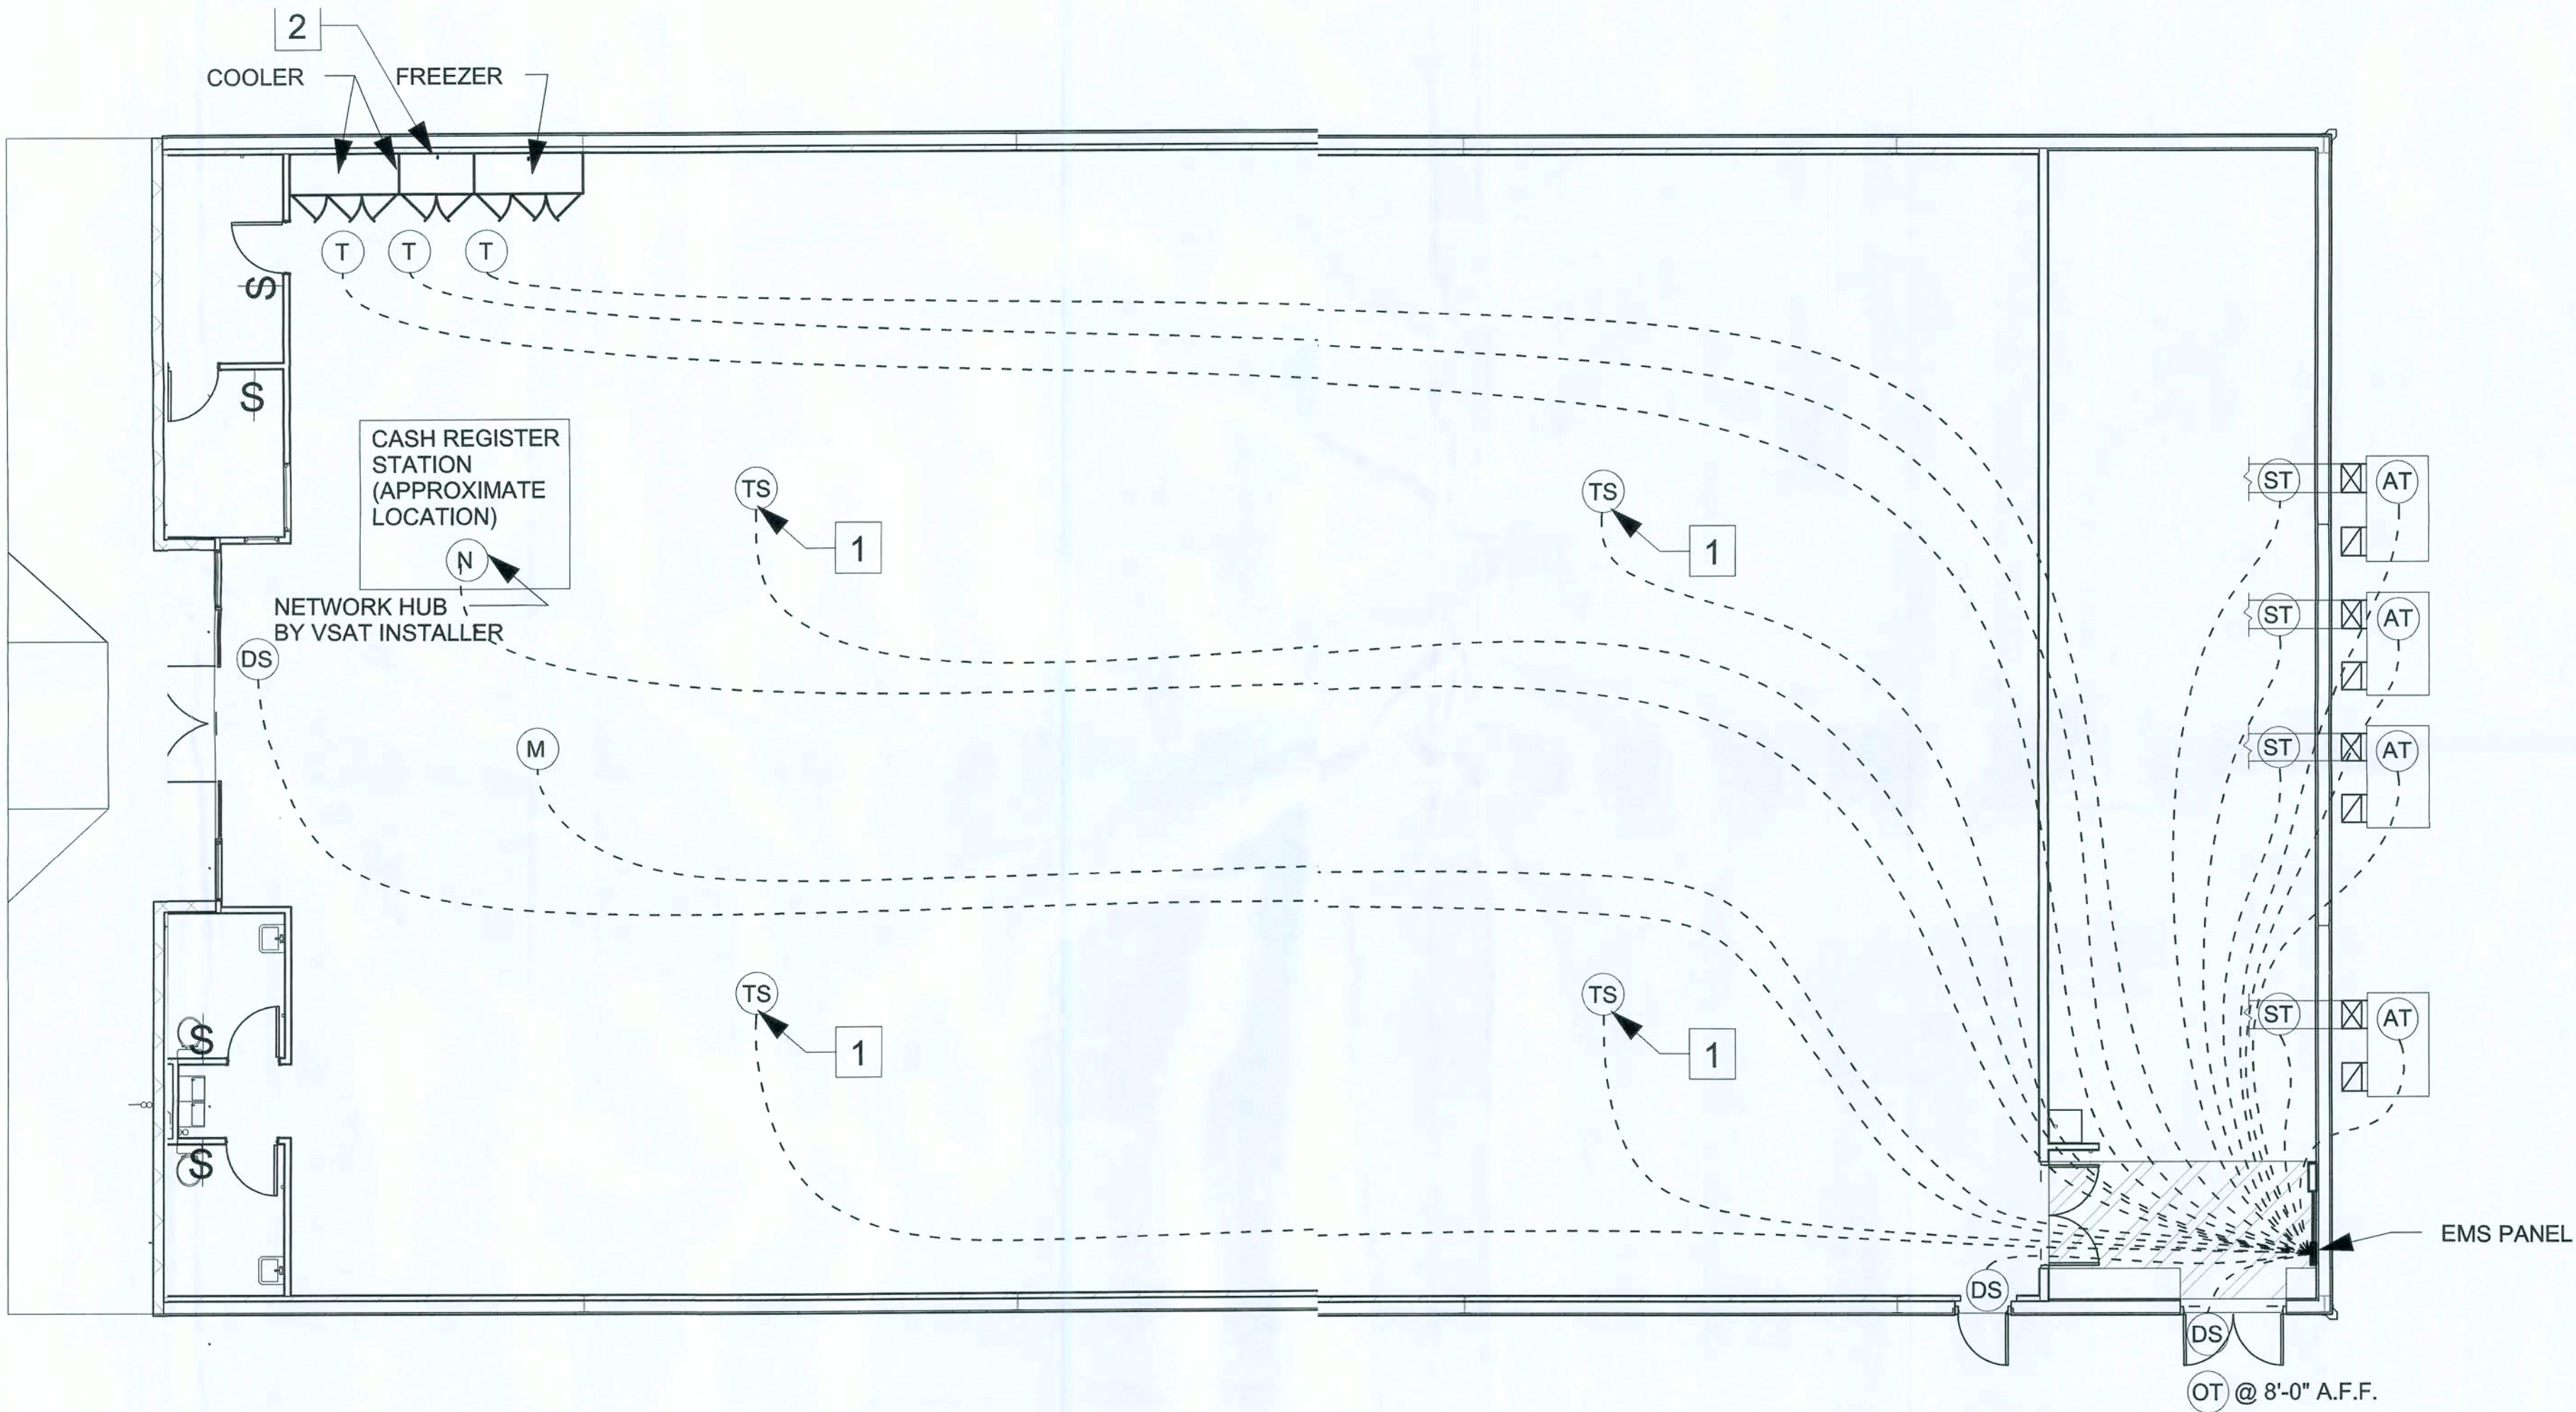 2
COOLER
FREEZER
T
T
T
S
S
CASH REGISTER
STATION
(APPROXIMATE
LOCATION)
N
NETWORK HUB
BY VSAT INSTALLER
TS
1
TS
1
ST
AT
ST
AT
ST
AT
ST
AT
DS
M
TS
1
TS
1
S
S
EMS PANEL
DS
DS
OT @ 8'-0" A.F.F.